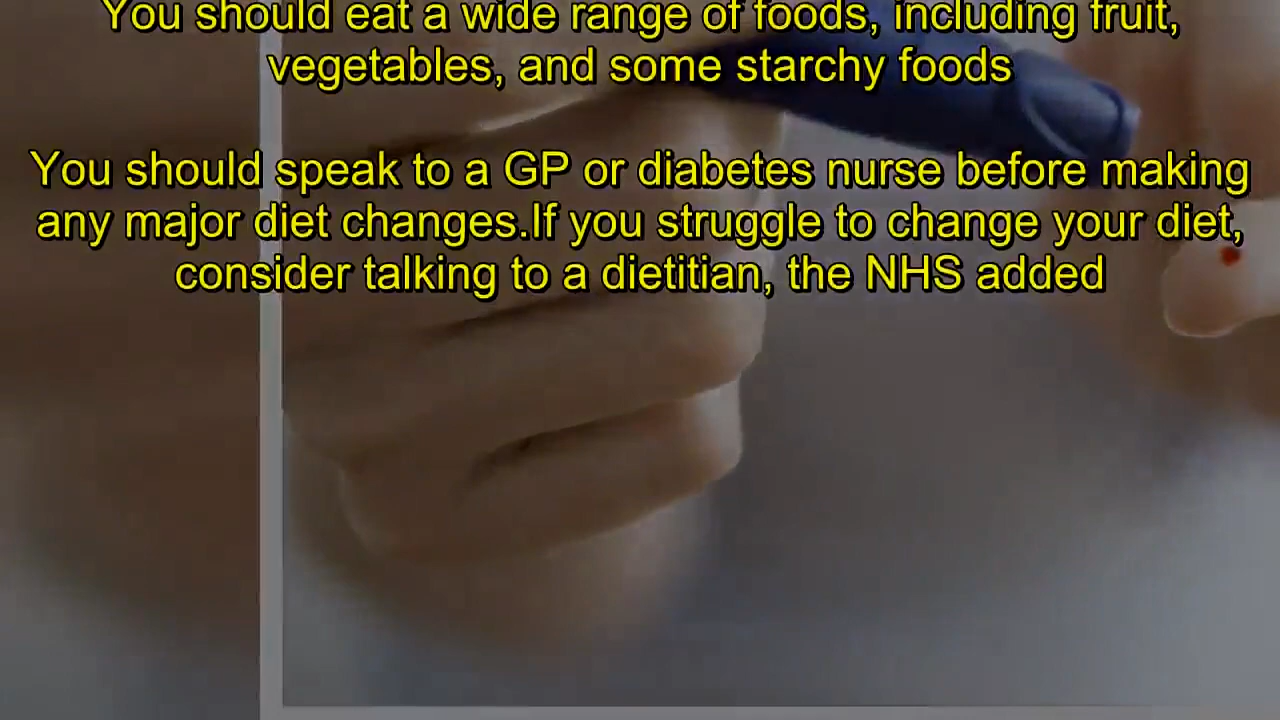 You should eat a wide range of foods, including fruit,
vegetables, and some starchy foods
You should speak to a GP or diabetes nurse before making
any major diet changes.If you struggle to change your diet,
consider talking to a dietitian, the NHS added